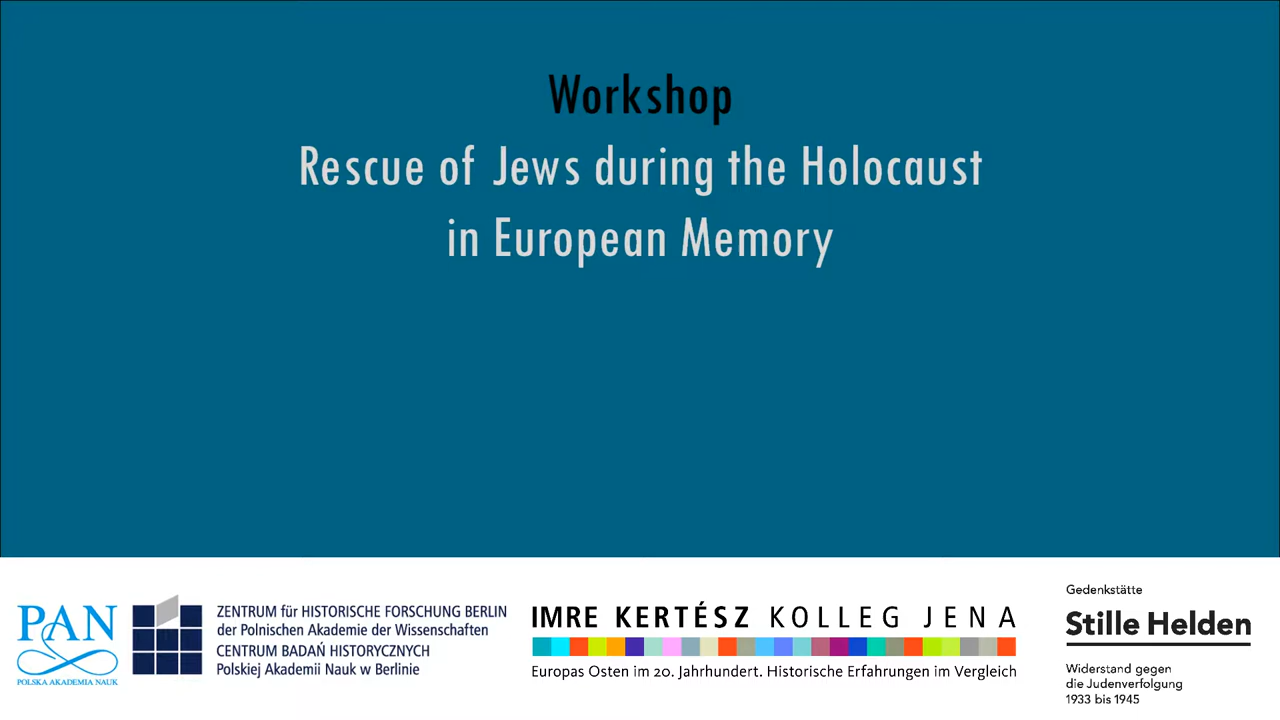 Workshop
Rescue of Jews during the Holocaust
in European Memory
PAN
POLSKA AKADEMIA NAUK
ZENTRUM für HISTORISCHE FORSCHUNG BERLIN
der Polnischen Akademie der Wissenschaften
CENTRUM BADAŃ HISTORYCZNYCH
Polskiej Akademii Nauk w Berlinie
IMRE KERTÉSZ KOLLEG JENA
Europas Osten im 20. Jahrhundert. Historische Erfahrungen im Vergleich
Gedenkstätte
Stille Helden
Widerstand gegen
die Judenverfolgung
1933 bis 1945